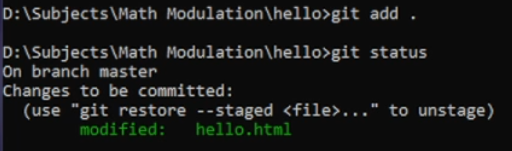 D:\Subjects\Math Modulation\hello>git add .
D:\Subjects\Math Modulation\hello>git status
On branch master
Changes to be committed:
(use "git restore --staged <file>..." to unstage)
modified: hello.html